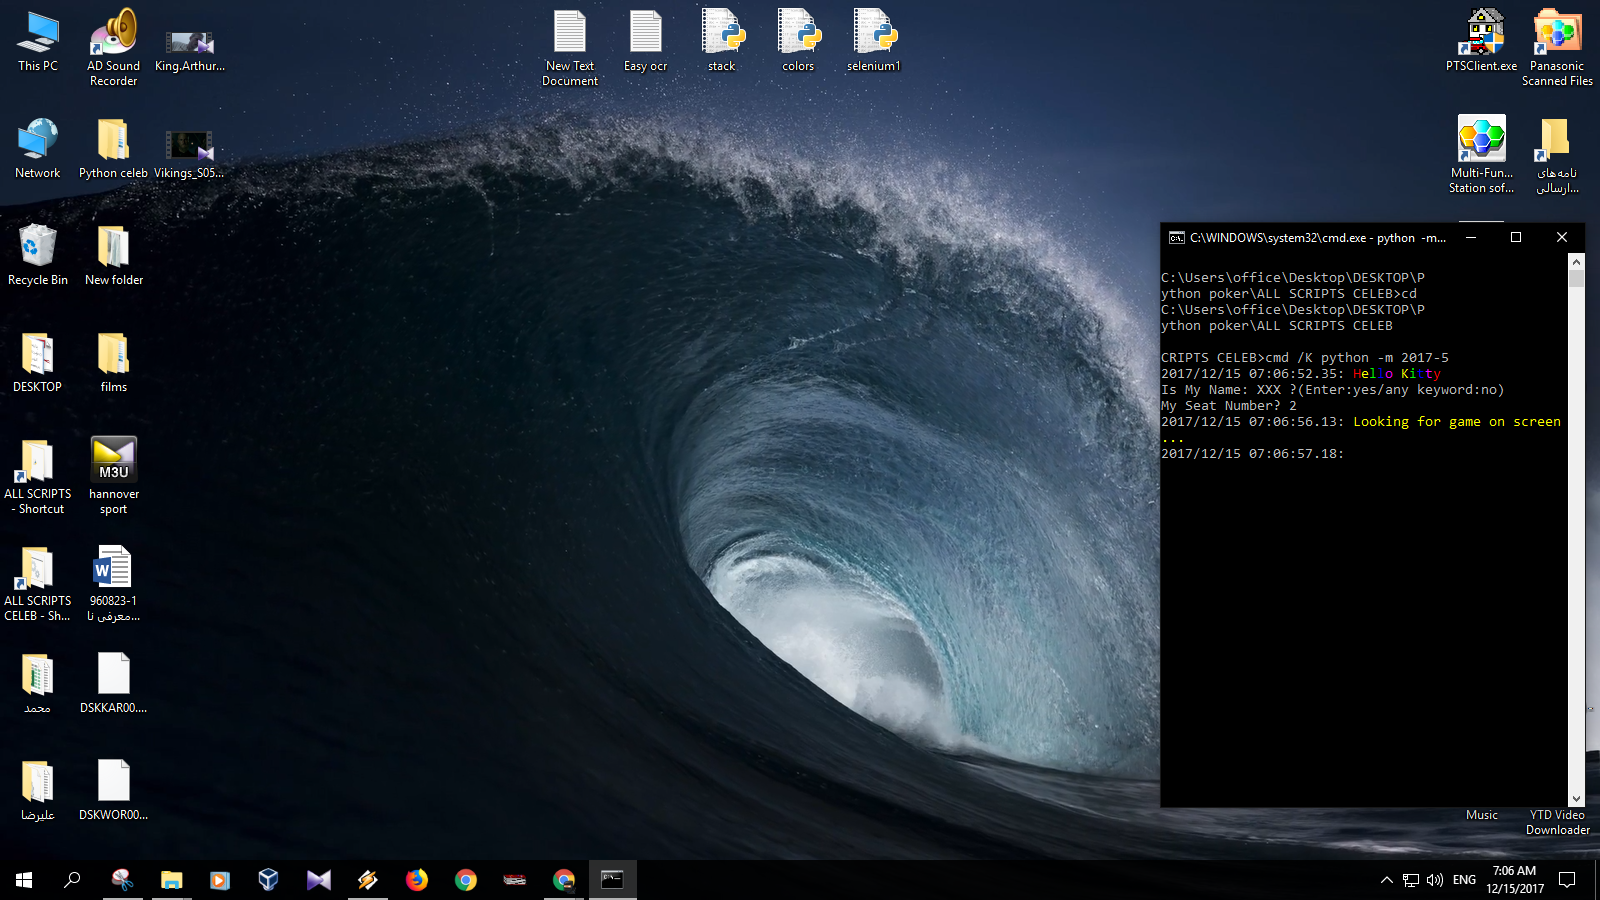 This PC
AD Sound
Recorder
King.Arthur...
New Text
Document
Easy ocr
stack
colors
selenium1
PTSClient.exe
Panasonic
Scanned Files
Network
Python celeb
Vikings_S05...
Multi-Fun...
Station sof...
نامه های
ارسالی...
Recycle Bin
New folder
C:\WINDOWS\system32\cmd.exe - python  -m...
C:\Users\office\Desktop\DESKTOP\P
ython poker\ALL SCRIPTS CELEB>cd
C:\Users\office\Desktop\DESKTOP\P
ython poker\ALL SCRIPTS CELEB
CRIPTS CELEB>cmd /K python -m 2017-5
2017/12/15 07:06:52.35: Hello Kitty
Is My Name: XXX ?(Enter:yes/any keyword:no)
My Seat Number? 2
2017/12/15 07:06:56.13: Looking for game on screen
...
2017/12/15 07:06:57.18:
DESKTOP
films
ALL SCRIPTS
- Shortcut
M3U
hannover
sport
ALL SCRIPTS
CELEB - Sh...
W
960823-1
معرفی نا...
محمد
DSKKAR00....
علیرضا
DSKWOR00...
Music
YTD Video
Downloader
ENG
7:06 AM
12/15/2017